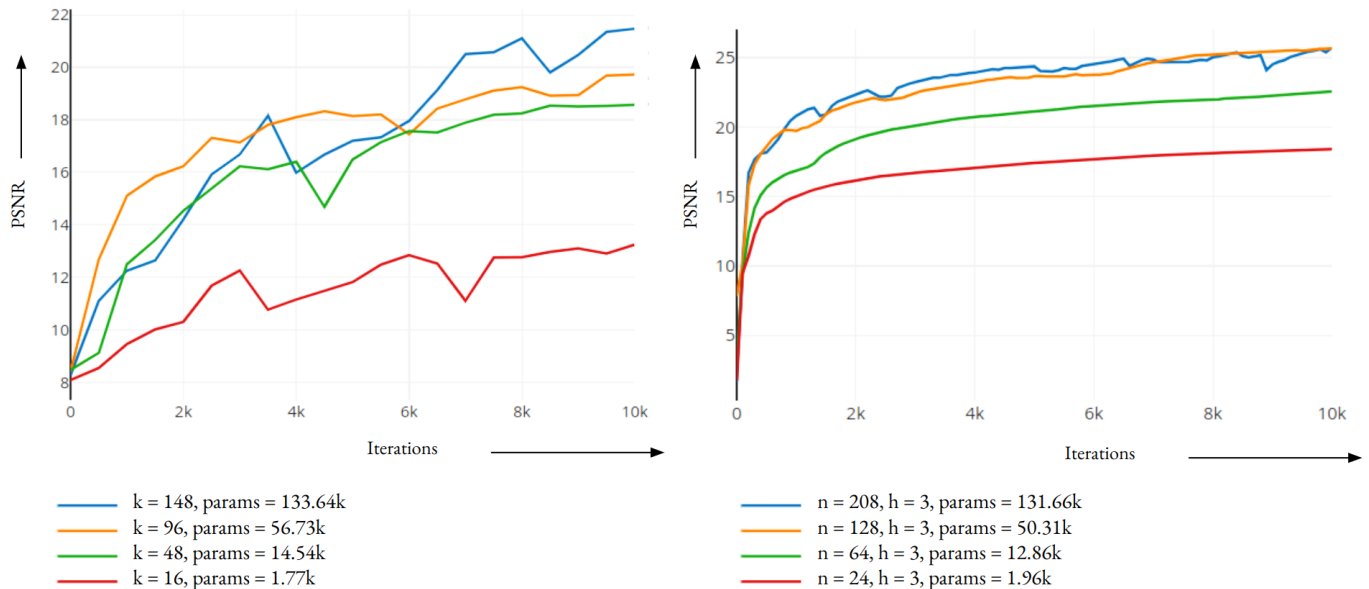 22
20
18
16
14
12
10
8
PSNR
0
2k
4k
6k
8k
10k
Iterations
k = 148, params = 133.64k
k = 96, params = 56.73k
k = 48, params = 14.54k
k = 16, params = 1.77k
25
20
15
10
5
PSNR
0
2k
4k
6k
8k
10k
Iterations
n = 208, h = 3, params = 131.66k
n = 128, h = 3, params = 50.31k
n = 64, h = 3, params = 12.86k
n = 24, h = 3, params = 1.96k